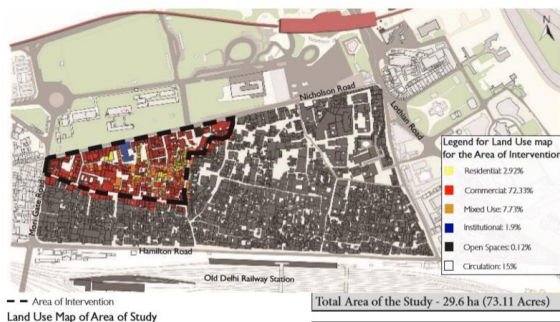 Nicholson Road
Lothian Road
Mori Gate Road
Hamilton Road
Old Delhi Railway Station
Legend for Land Use map
for the Area of Intervention
Residential: 2.92%
Commercial: 72.33%
Mixed Use: 7.73%
Institutional: 1.9%
Open Spaces: 0.12%
Circulation: 15%
Area of Intervention
Land Use Map of Area of Study
Total Area of the Study - 29.6 ha (73.11 Acres)